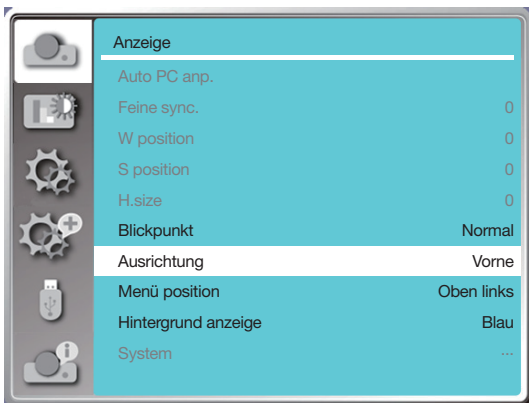 Anzeige
Auto PC anp.
Feine sync. 0
W position 0
S position 0
H.size 0
Blickpunkt Normal
Ausrichtung Vorne
Menü position Oben links
Hintergrund anzeige Blau
System ...